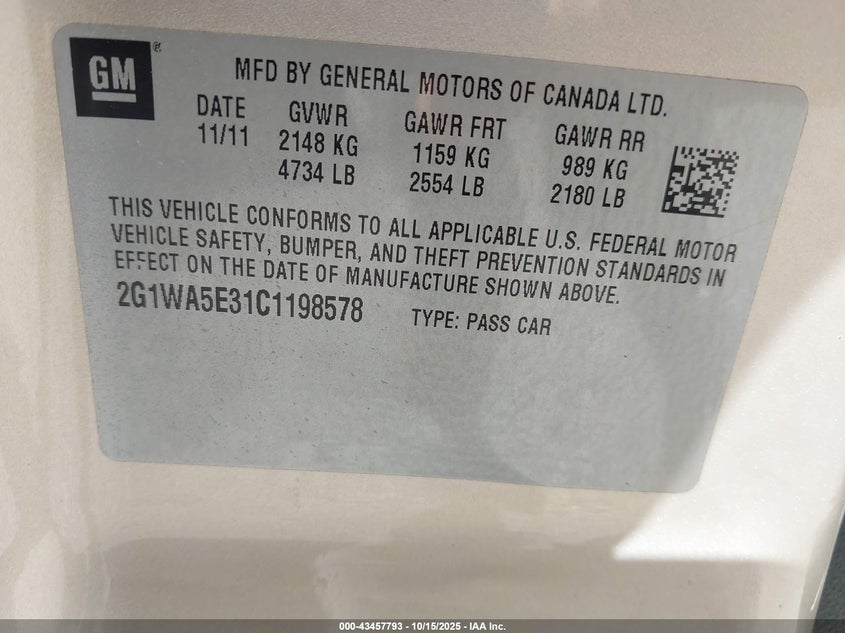 GM ®
MFD BY GENERAL MOTORS OF CANADA LTD.
DATE GVWR GAWR FRT GAWR RR
11/11 2148 KG 1159 KG 989 KG
4734 LB 2554 LB 2180 LB
THIS VEHICLE CONFORMS TO ALL APPLICABLE U.S. FEDERAL MOTOR
VEHICLE SAFETY, BUMPER, AND THEFT PREVENTION STANDARDS IN
EFFECT ON THE DATE OF MANUFACTURE SHOWN ABOVE.
2G1WA5E31C1198578 TYPE: PASS CAR
000-43457793 - 10/15/2025 - IAA Inc.